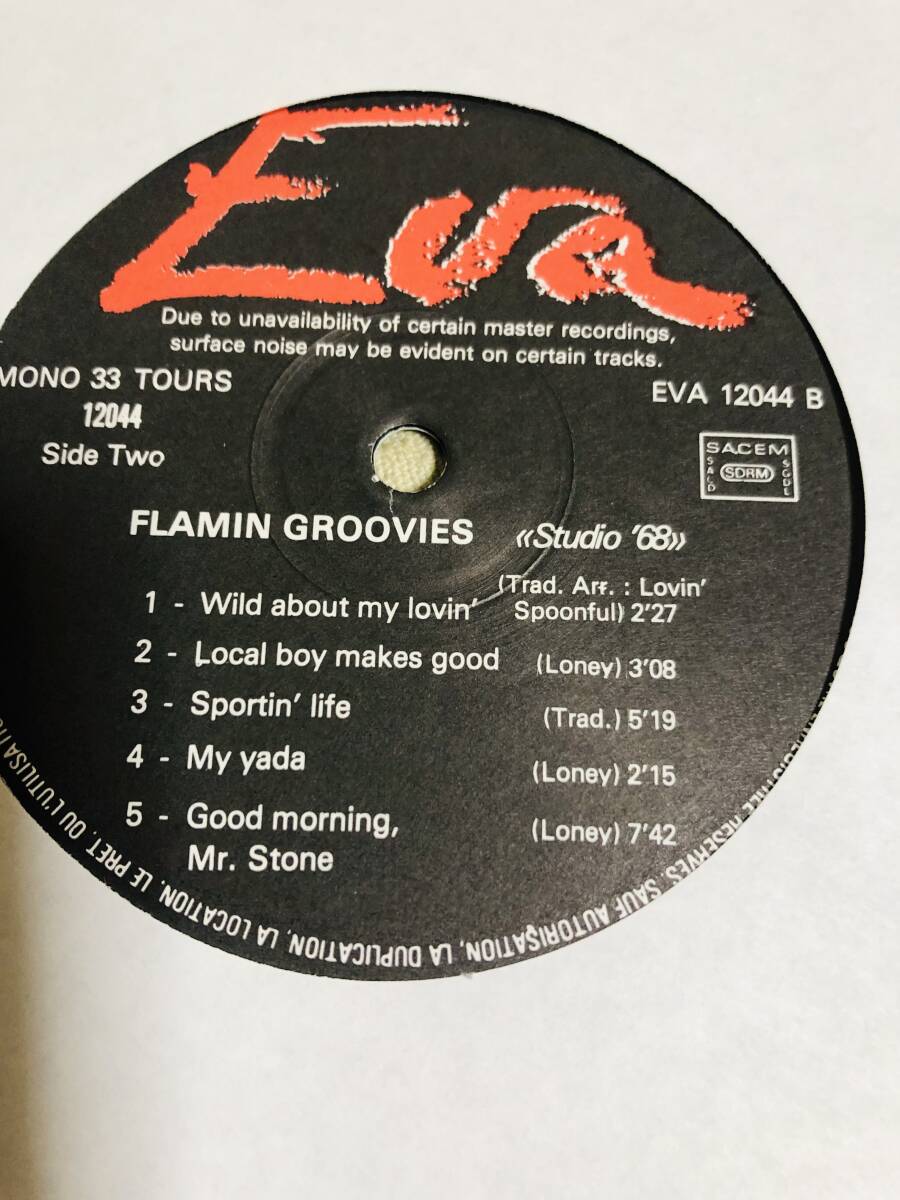 Eva
Due to unavailability of certain master recordings,
surface noise may be evident on certain tracks.
MONO 33 TOURS
12044
Side Two
EVA 12044 B
SACEM
SACD
SDRM
SGDL
FLAMIN GROOVIES «Studio '68»
1 - Wild about my lovin' (Trad. Arr. : Lovin' Spoonful) 2'27
2 - Local boy makes good (Loney) 3'08
3 - Sportin' life (Trad.) 5'19
4 - My yada (Loney) 2'15
5 - Good morning, Mr. Stone (Loney) 7'42
RESERVES. SAUF AUTORISATION, LA DUPLICATION, LA LOCATION, LE PRET, OU L'UTILISATION